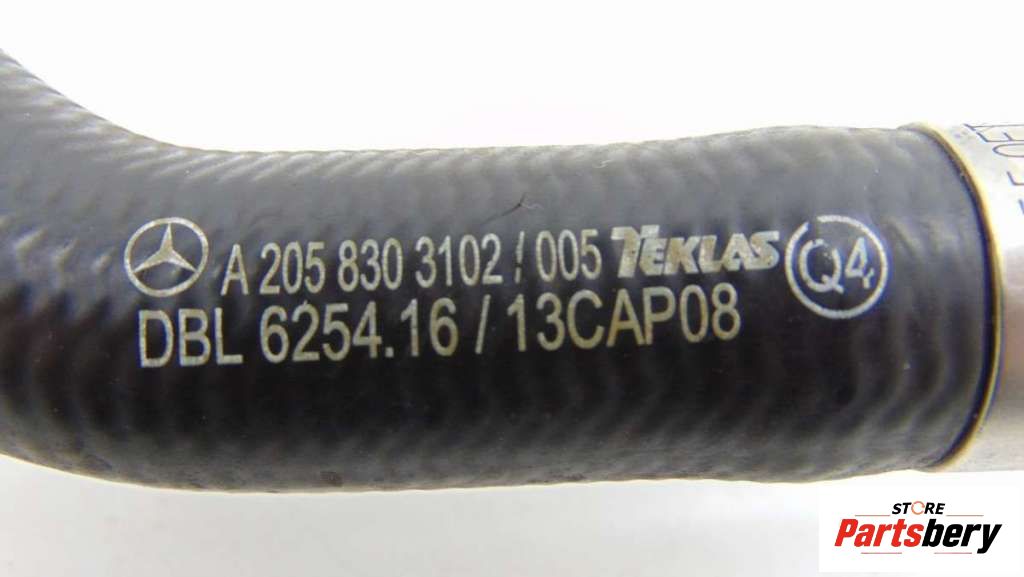 A 205 830 3102 / 005 TEKLAS Q4
DBL 6254.16 / 13CAP08
STORE
Partsbery